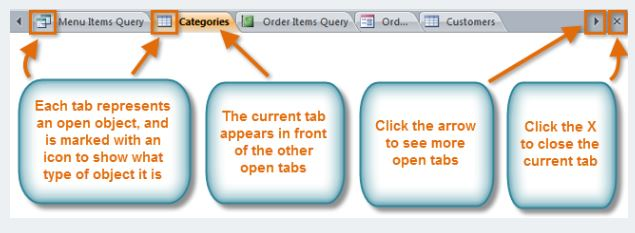 Menu Items Query Categories Order Items Query Ord... Customers
Each tab represents
an open object, and
is marked with an
icon to show what
type of object it is
The current tab
appears in front
of the other
open tabs
Click the arrow
to see more
open tabs
Click the X
to close the
current tab